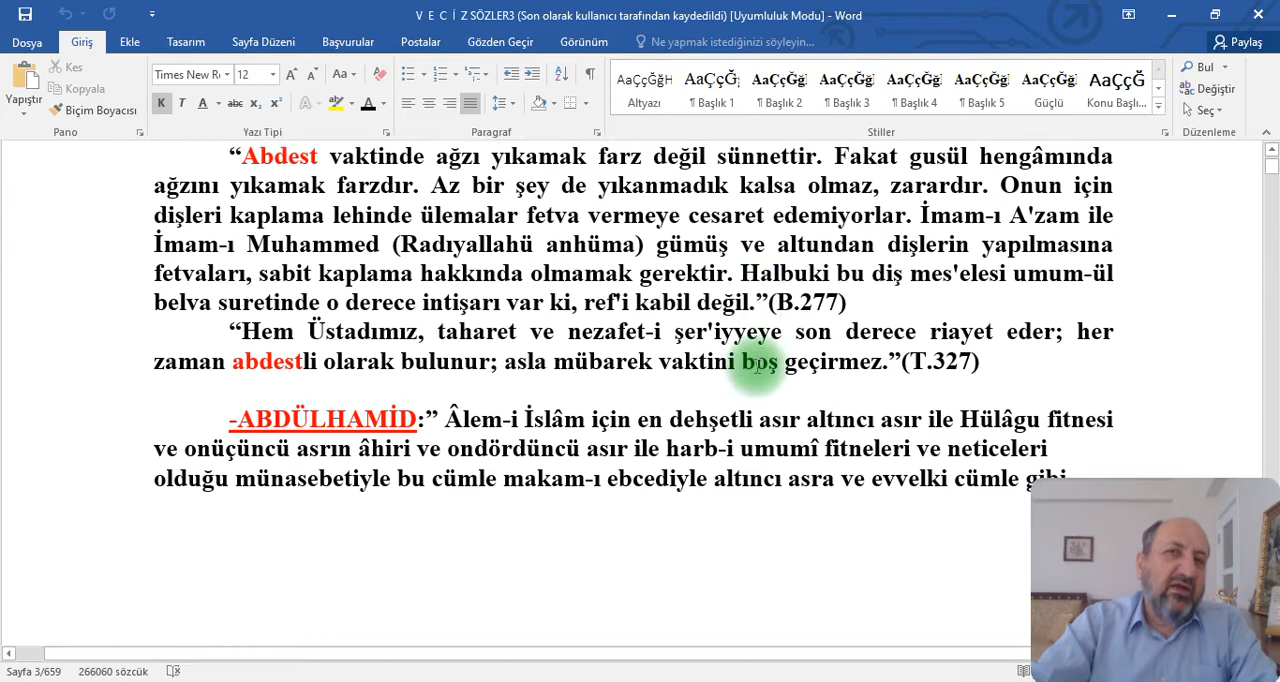 V E C İ Z SÖZLER3 (Son olarak kullanıcı tarafından kaydedildi) [Uyumluluk Modu] - Word
Dosya Giriş Ekle Tasarım Sayfa Düzeni Başvurular Postalar Gözden Geçir Görünüm Ne yapmak istediğinizi söyleyin... Paylaş
Yapıştır
Kes
Kopyala
Biçim Boyacısı
Times New Ro 12
Aa
K T A abc x₂ x² A A
AaÇçĞğH AaÇçĞğ AaÇçĞğ AaÇçĞğ AaÇçĞğ AaÇçĞğ AaÇçĞğ AaÇçĞ
Altyazı ¶ Başlık 1 ¶ Başlık 2 ¶ Başlık 3 ¶ Başlık 4 ¶ Başlık 5 Güçlü Konu Başlı...
Bul
Değiştir
Seç
Pano Yazı Tipi Paragraf Stiller Düzenleme
“Abdest vaktinde ağzı yıkamak farz değil sünnettir. Fakat gusül hengâmında
ağzını yıkamak farzdır. Az bir şey de yıkanmadık kalsa olmaz, zarardır. Onun için
dişleri kaplama lehinde ülemalar fetva vermeye cesaret edemiyorlar. İmam-ı A'zam ile
İmam-ı Muhammed (Radıyallahü anhüma) gümüş ve altundan dişlerin yapılmasına
fetvaları, sabit kaplama hakkında olmamak gerektir. Halbuki bu diş mes'elesi umum-ül
belva suretinde o derece intişarı var ki, ref'i kabil değil.”(B.277)
“Hem Üstadımız, taharet ve nezafet-i şer'iyyeye son derece riayet eder; her
zaman abdestli olarak bulunur; asla mübarek vaktini boş geçirmez.”(T.327)
-ABDÜLHAMİD:” Âlem-i İslâm için en dehşetli asır altıncı asır ile Hülâgu fitnesi
ve onüçüncü asrın âhiri ve ondördüncü asır ile harb-i umumî fitneleri ve neticeleri
olduğu münasebetiyle bu cümle makam-ı ebcediyle altıncı asra ve evvelki cümle gibi
Sayfa 3/659 266060 sözcük